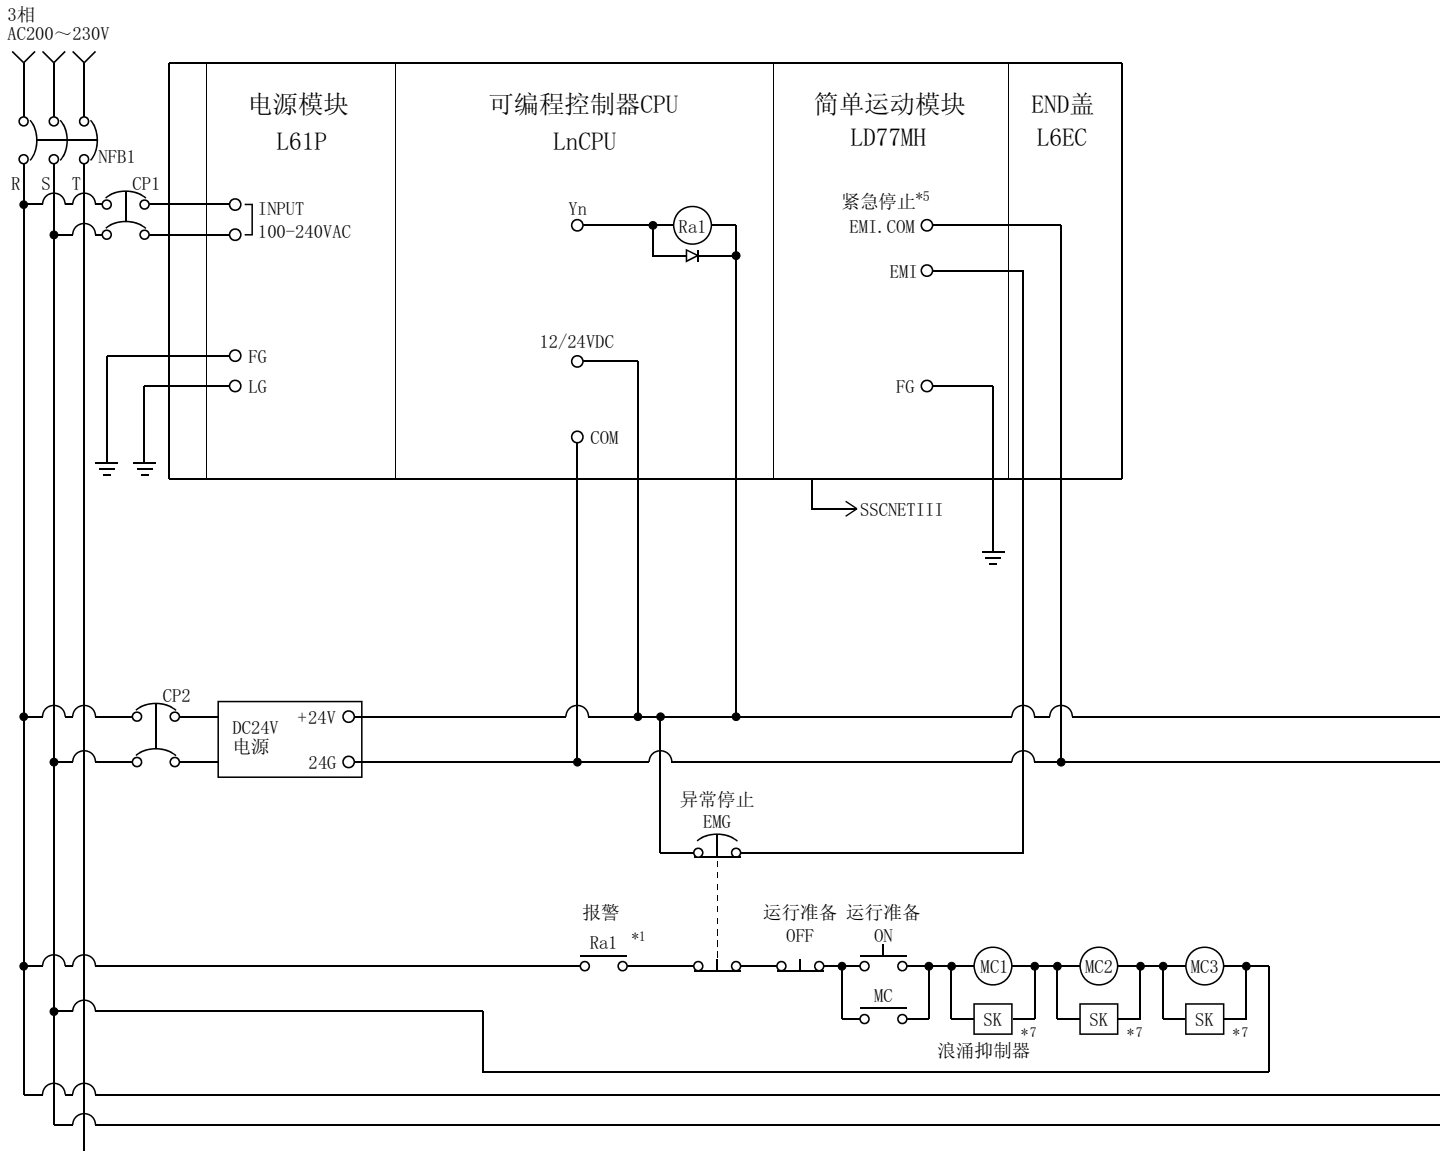 3相
AC200～230V
电源模块
L61P
可编程控制器CPU
LnCPU
简单运动模块
LD77MH
END盖
L6EC
NFB1
R
S
T
CP1
INPUT
100-240VAC
Yn
Ra1
紧急停止*5
EMI.COM
EMI
12/24VDC
FG
LG
FG
COM
SSCNETIII
CP2
DC24V
电源
+24V
24G
异常停止
EMG
报警
Ra1 *1
运行准备
OFF
运行准备
ON
MC
MC1
MC2
MC3
SK
*7
SK
*7
SK
*7
浪涌抑制器